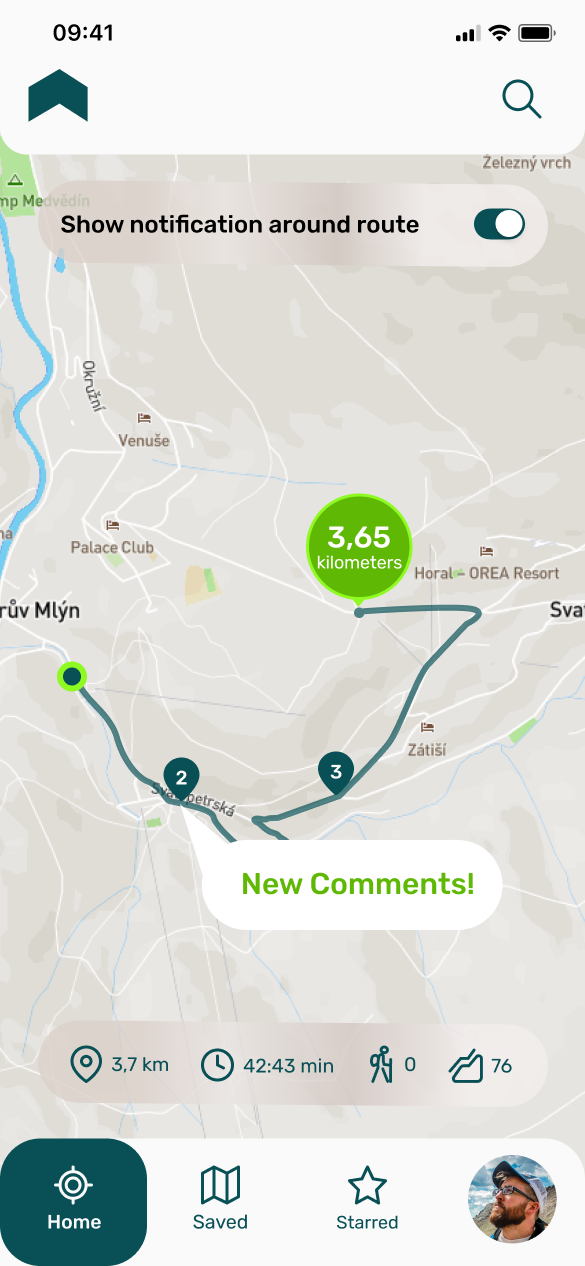 09:41
Železný vrch
mp Medvědín
Show notification around route
Okružní
Venuše
3,65
kilometers
na
Palace Club
Horal – OREA Resort
rův Mlýn
Svat
Zátiší
3
2
Svatopetrská
New Comments!
3,7 km
42:43 min
0
76
Home
Saved
Starred